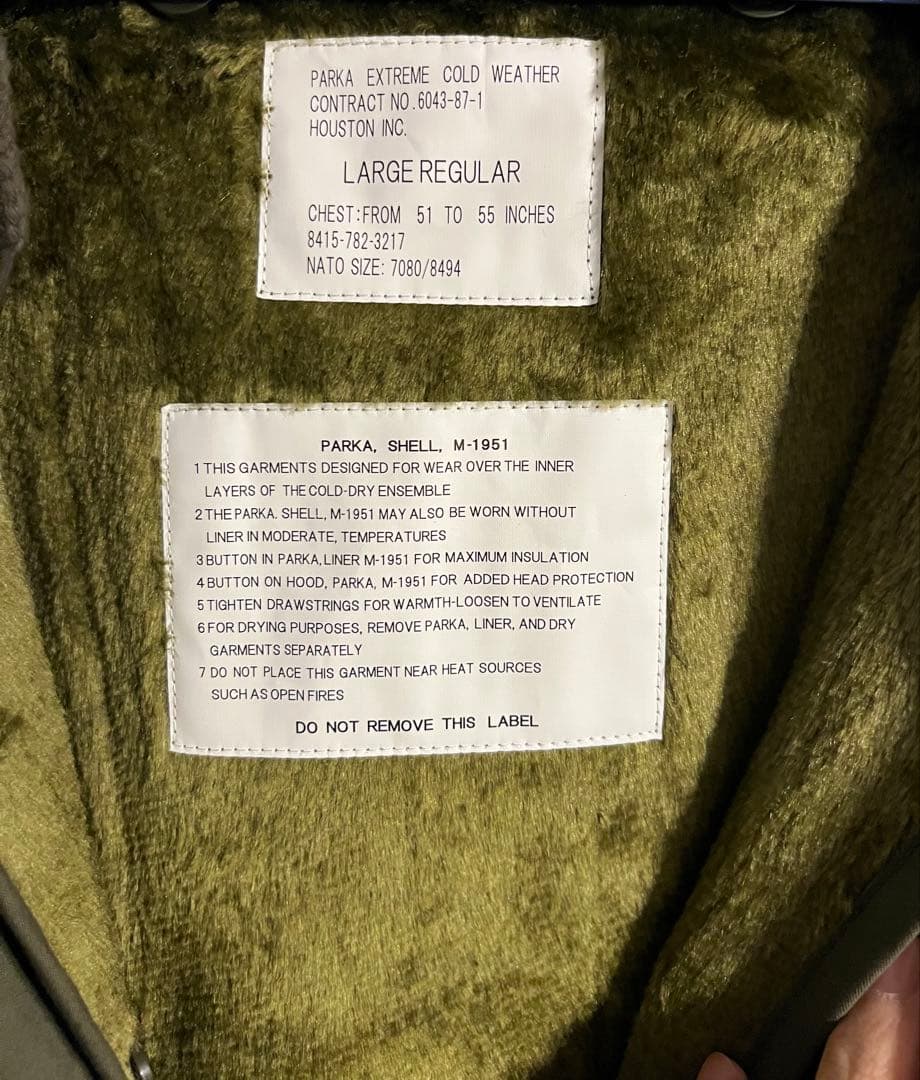 PARKA EXTREME COLD WEATHER
CONTRACT NO.6043-87-1
HOUSTON INC.
LARGE REGULAR
CHEST:FROM 51 TO 55 INCHES
8415-782-3217
NATO SIZE: 7080/8494
PARKA, SHELL, M-1951
1 THIS GARMENTS DESIGNED FOR WEAR OVER THE INNER
LAYERS OF THE COLD-DRY ENSEMBLE
2 THE PARKA. SHELL, M-1951 MAY ALSO BE WORN WITHOUT
LINER IN MODERATE, TEMPERATURES
3 BUTTON IN PARKA, LINER M-1951 FOR MAXIMUM INSULATION
4 BUTTON ON HOOD, PARKA, M-1951 FOR ADDED HEAD PROTECTION
5 TIGHTEN DRAWSTRINGS FOR WARMTH-LOOSEN TO VENTILATE
6 FOR DRYING PURPOSES, REMOVE PARKA, LINER, AND DRY
GARMENTS SEPARATELY
7 DO NOT PLACE THIS GARMENT NEAR HEAT SOURCES
SUCH AS OPEN FIRES
DO NOT REMOVE THIS LABEL